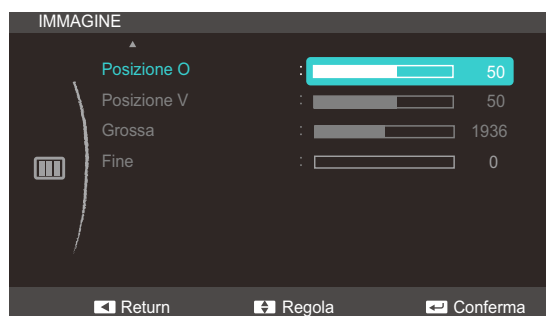 IMMAGINE
Posizione O : 50
Posizione V : 50
Grossa : 1936
Fine : 0
Return Regola Conferma